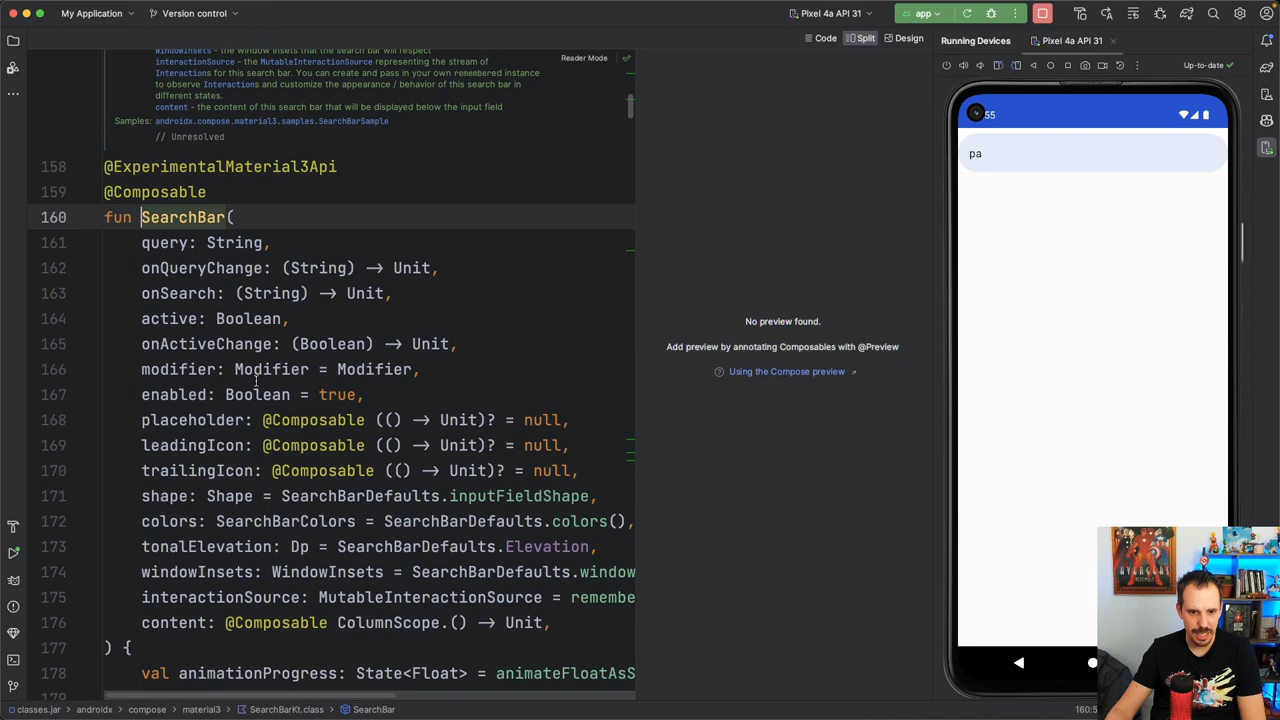 My Application
Version control
Pixel 4a API 31
app
Code
Split
Design
Running Devices
Pixel 4a API 31
Up-to-date
Reader Mode
windowInsets - the window insets that the search bar will respect
interactionSource - the MutableInteractionSource representing the stream of
Interactions for this search bar. You can create and pass in your own remembered instance
to observe Interactions and customize the appearance / behavior of this search bar in
different states.
content - the content of this search bar that will be displayed below the input field
Samples: androidx.compose.material3.samples.SearchBarSample
// Unresolved
158 @ExperimentalMaterial3Api
159 @Composable
160 fun SearchBar(
161 query: String,
162 onQueryChange: (String) -> Unit,
163 onSearch: (String) -> Unit,
164 active: Boolean,
165 onActiveChange: (Boolean) -> Unit,
166 modifier: Modifier = Modifier,
167 enabled: Boolean = true,
168 placeholder: @Composable (() -> Unit)? = null,
169 leadingIcon: @Composable (() -> Unit)? = null,
170 trailingIcon: @Composable (() -> Unit)? = null,
171 shape: Shape = SearchBarDefaults.inputFieldShape,
172 colors: SearchBarColors = SearchBarDefaults.colors(),
173 tonalElevation: Dp = SearchBarDefaults.Elevation,
174 windowInsets: WindowInsets = SearchBarDefaults.window
175 interactionSource: MutableInteractionSource = remembe
176 content: @Composable ColumnScope.() -> Unit,
177 ) {
178 val animationProgress: State<Float> = animateFloatAsS
179
No preview found.
Add preview by annotating Composables with @Preview
Using the Compose preview
55
pa
AVENGERS
classes.jar > androidx > compose > material3 > SearchBarKt.class > SearchBar
160:5